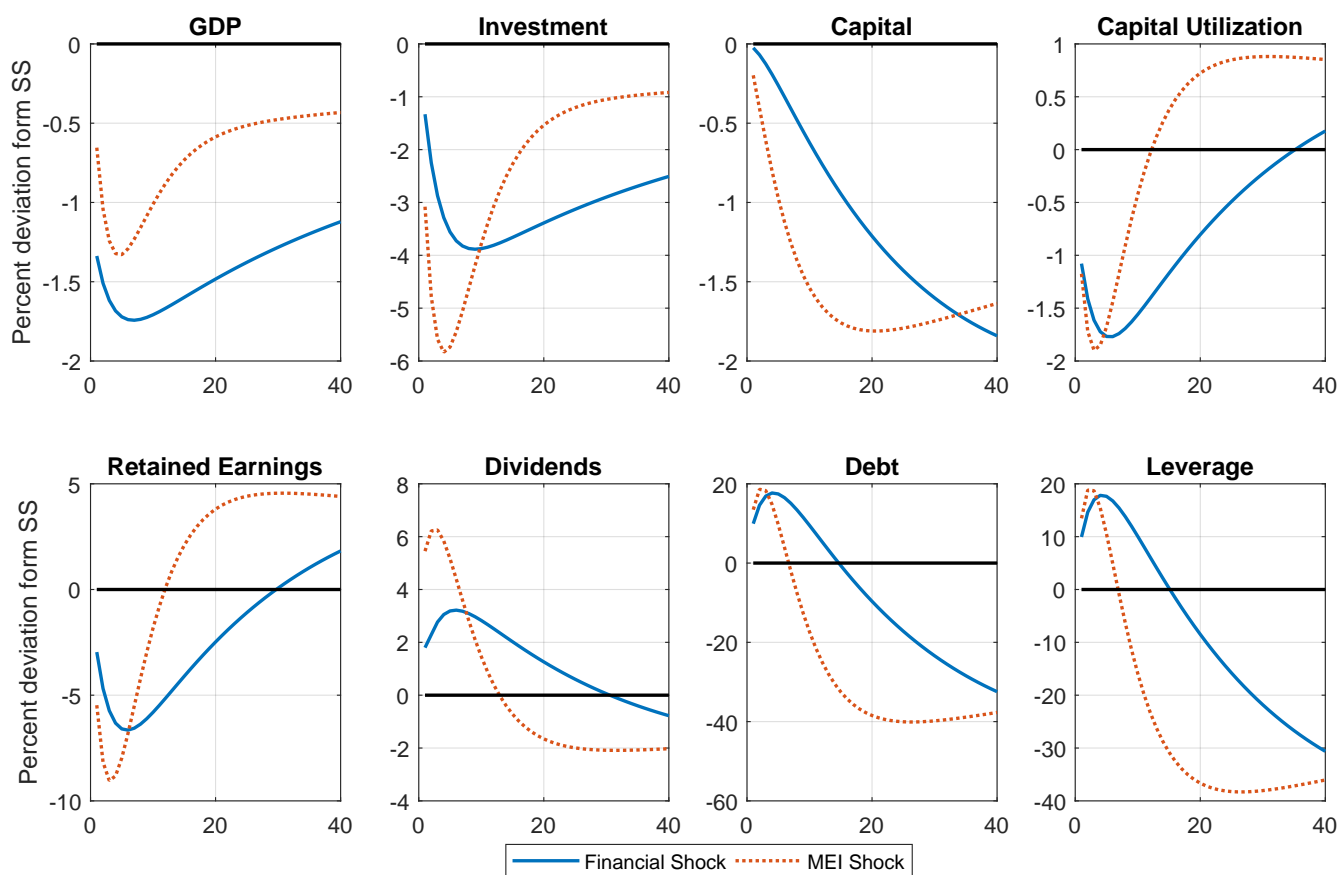 GDP
Investment
Capital
Capital Utilization
Percent deviation form SS
0
-0.5
-1
-1.5
-2
0 20 40
0
-1
-2
-3
-4
-5
-6
0 20 40
0
-0.5
-1
-1.5
-2
0 20 40
1
0.5
0
-0.5
-1
-1.5
-2
0 20 40
Retained Earnings
Dividends
Debt
Leverage
Percent deviation form SS
5
0
-5
-10
0 20 40
8
6
4
2
0
-2
-4
0 20 40
20
0
-20
-40
-60
0 20 40
20
10
0
-10
-20
-30
-40
0 20 40
Financial Shock MEI Shock